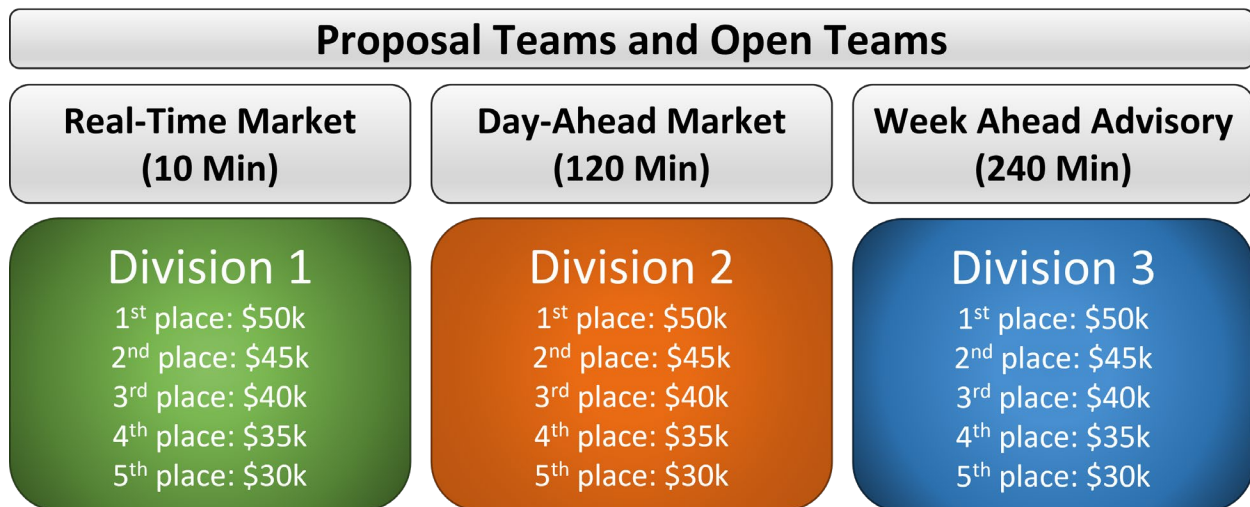 Proposal Teams and Open Teams
Real-Time Market
(10 Min)
Day-Ahead Market
(120 Min)
Week Ahead Advisory
(240 Min)
Division 1
1st place: $50k
2nd place: $45k
3rd place: $40k
4th place: $35k
5th place: $30k
Division 2
1st place: $50k
2nd place: $45k
3rd place: $40k
4th place: $35k
5th place: $30k
Division 3
1st place: $50k
2nd place: $45k
3rd place: $40k
4th place: $35k
5th place: $30k